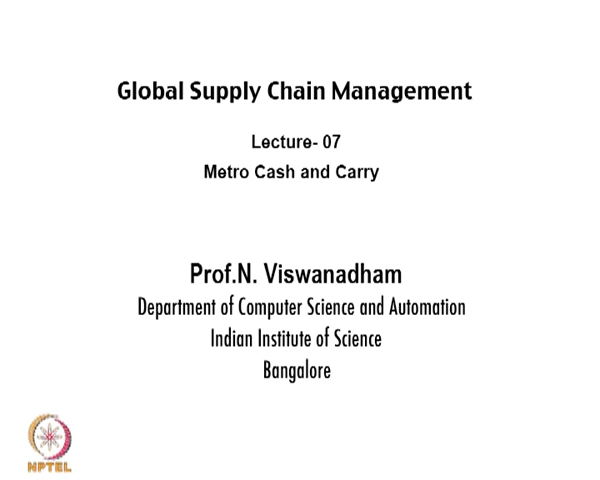 Global Supply Chain Management
Lecture- 07
Metro Cash and Carry
Prof.N. Viswanadham
Department of Computer Science and Automation
Indian Institute of Science
Bangalore
NPTEL